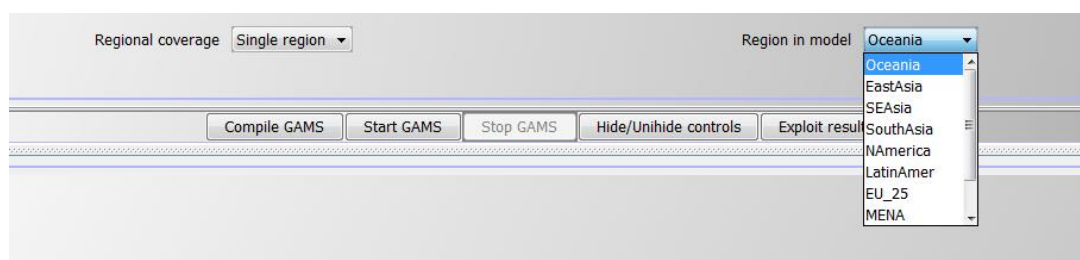 Regional coverage Single region Region in model Oceania
Oceania
EastAsia
SEAsia
Compile GAMS Start GAMS Stop GAMS Hide/Unihide controls Exploit result
SouthAsia
NAmerica
LatinAmer
EU_25
MENA